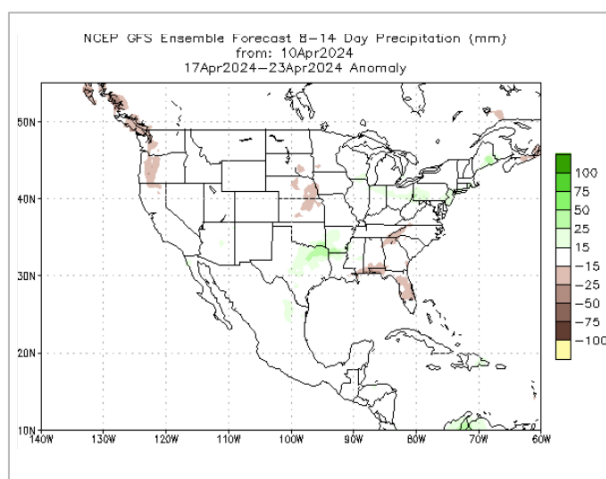 NCEP GFS Ensemble Forecast 8-14 Day Precipitation (mm)
from: 10Apr2024
17Apr2024-23Apr2024 Anomaly
50N
40N
30N
20N
10N
140W 130W 120W 110W 100W 90W 80W 70W 60W
100
75
50
25
15
-15
-25
-50
-75
-100